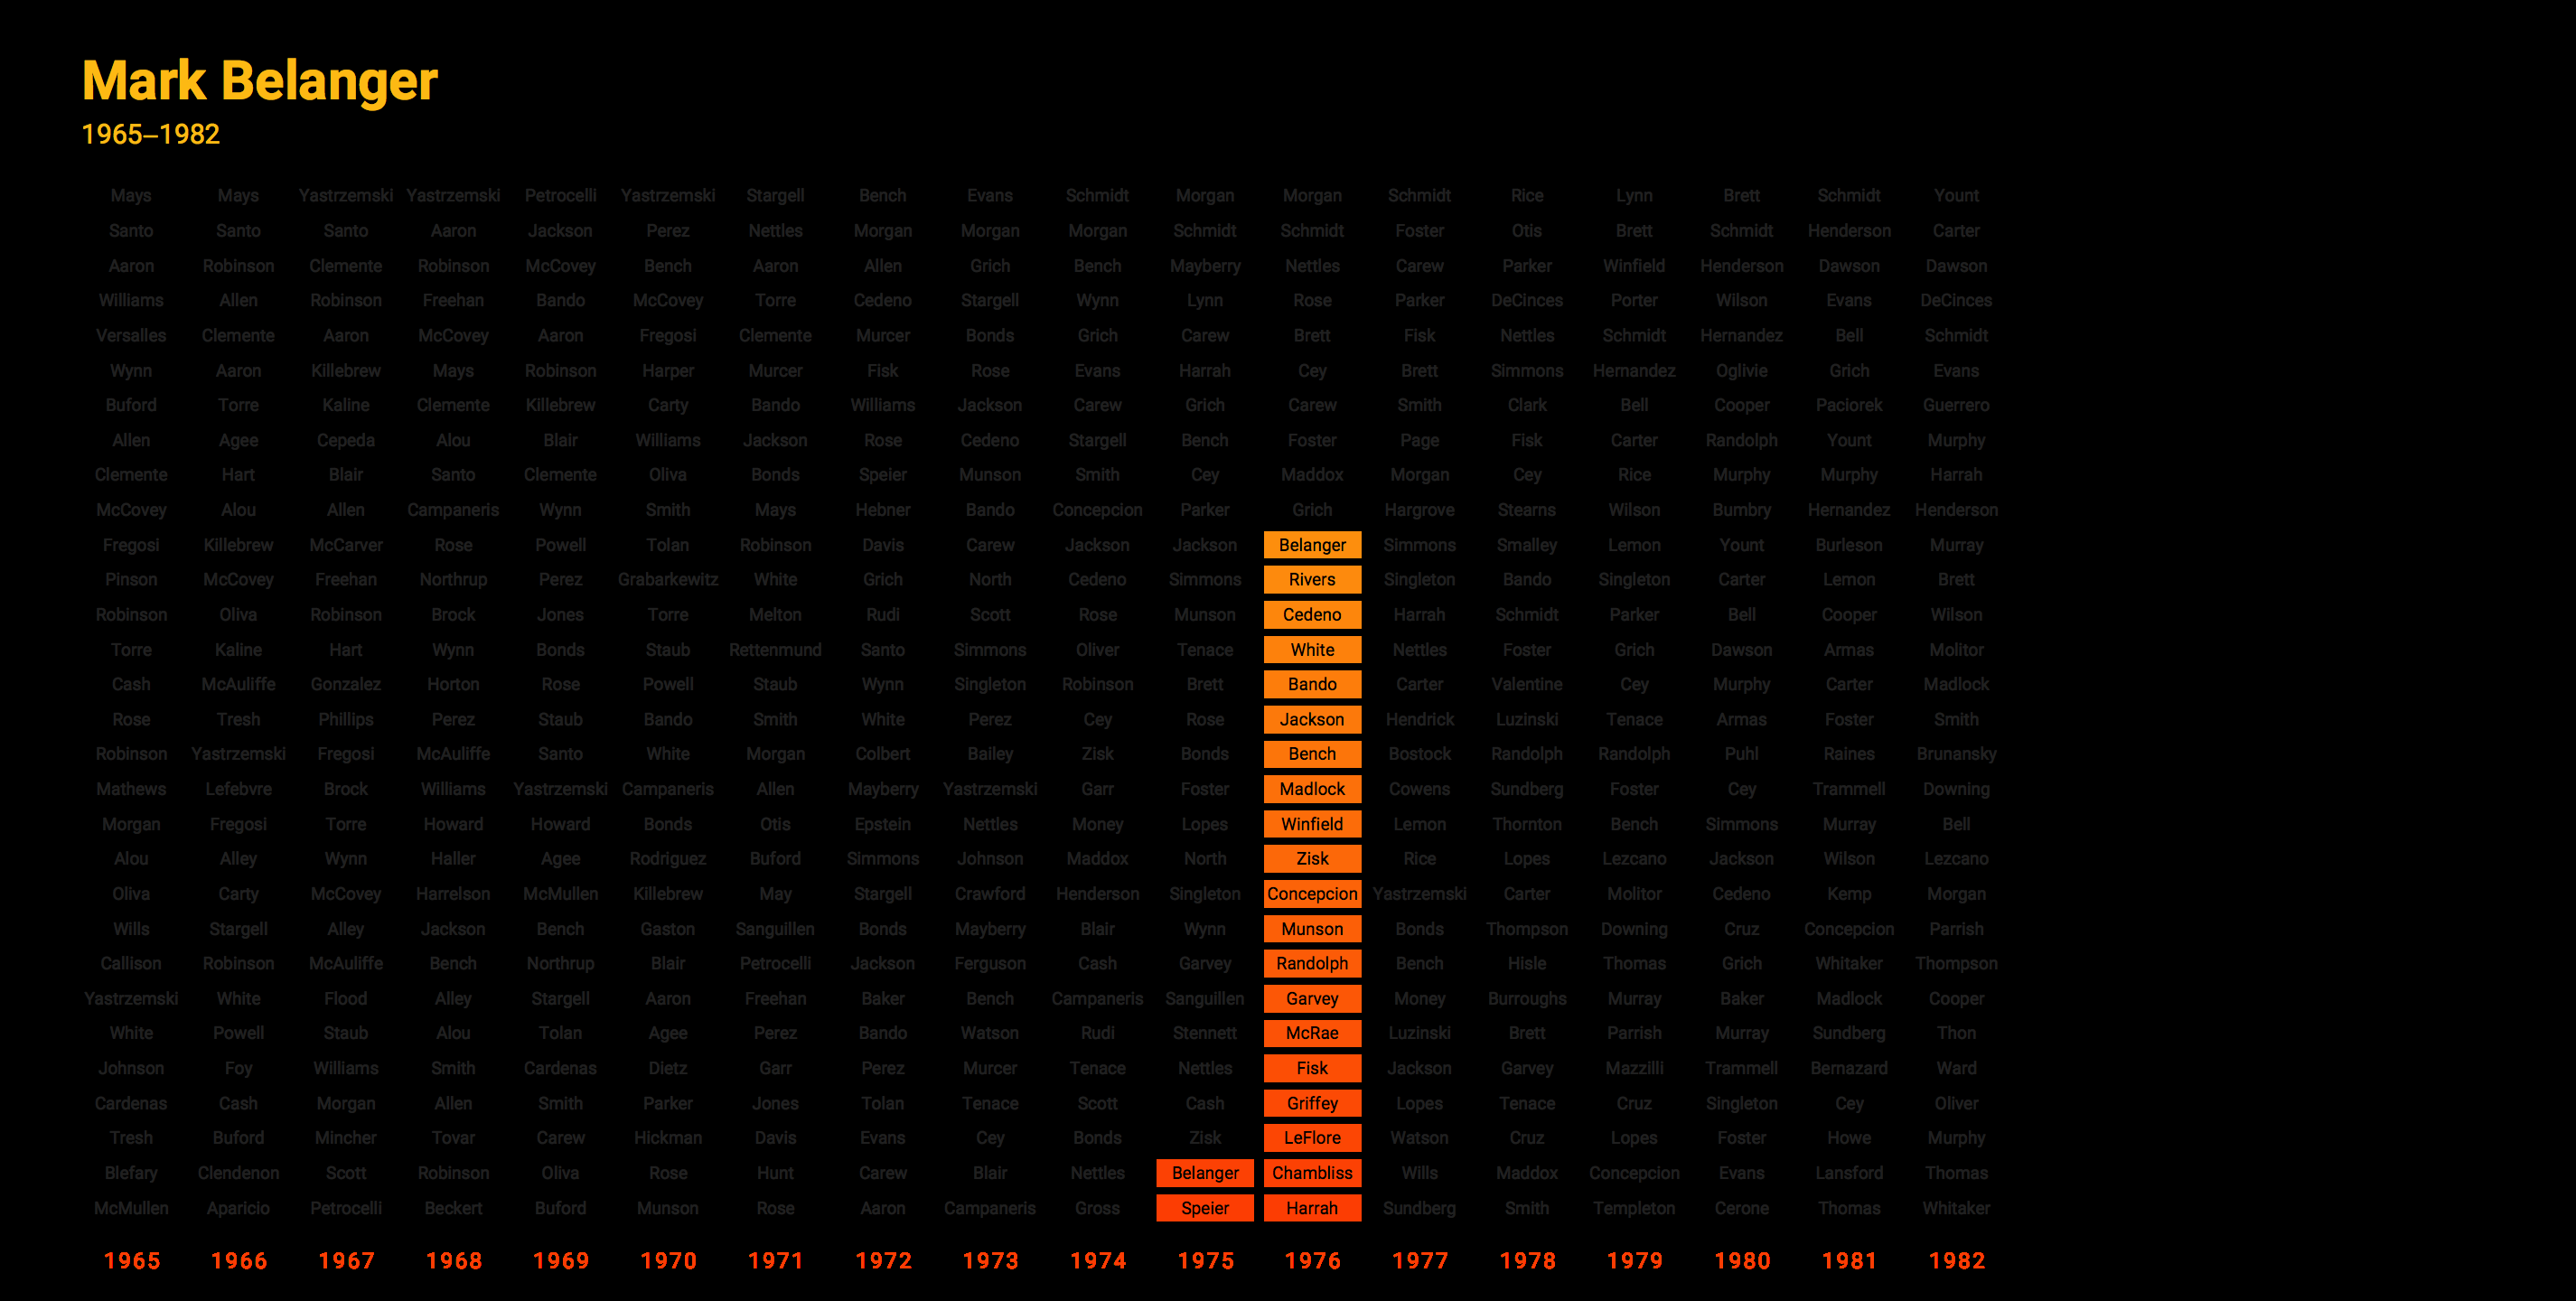 Mark Belanger
1965–1982
Mays Mays Yastrzemski Yastrzemski Petrocelli Yastrzemski Stargell Bench Evans Schmidt Morgan Morgan Schmidt Rice Lynn Brett Schmidt Yount
Santo Santo Santo Aaron Jackson Perez Nettles Morgan Morgan Morgan Schmidt Schmidt Foster Otis Brett Schmidt Henderson Carter
Aaron Robinson Clemente Robinson McCovey Bench Aaron Allen Grich Bench Mayberry Nettles Carew Parker Winfield Henderson Dawson Dawson
Williams Allen Robinson Freehan Bando McCovey Torre Cedeno Stargell Wynn Lynn Rose Parker DeCinces Porter Wilson Evans DeCinces
Versalles Clemente Aaron McCovey Aaron Fregosi Clemente Murcer Bonds Grich Carew Brett Fisk Nettles Schmidt Hernandez Bell Schmidt
Wynn Aaron Killebrew Mays Robinson Harper Murcer Fisk Rose Evans Harrah Cey Brett Simmons Hernandez Oglivie Grich Evans
Buford Torre Kaline Clemente Killebrew Carty Bando Williams Jackson Carew Grich Carew Smith Clark Bell Cooper Paciorek Guerrero
Allen Agee Cepeda Alou Blair Williams Jackson Rose Cedeno Stargell Bench Foster Page Fisk Carter Randolph Yount Murphy
Clemente Hart Blair Santo Clemente Oliva Bonds Speier Munson Smith Cey Maddox Morgan Cey Rice Murphy Murphy Harrah
McCovey Alou Allen Campaneris Wynn Smith Mays Hebner Bando Concepcion Parker Grich Hargrove Stearns Wilson Bumbry Hernandez Henderson
Fregosi Killebrew McCarver Rose Powell Tolan Robinson Davis Carew Jackson Jackson Belanger Simmons Smalley Lemon Yount Burleson Murray
Pinson McCovey Freehan Northrup Perez Grabarkewitz White Grich North Cedeno Simmons Rivers Singleton Bando Singleton Carter Lemon Brett
Robinson Oliva Robinson Brock Jones Torre Melton Rudi Scott Rose Munson Cedeno Harrah Schmidt Parker Bell Cooper Wilson
Torre Kaline Hart Wynn Bonds Staub Rettenmund Santo Simmons Oliver Tenace White Nettles Foster Grich Dawson Armas Molitor
Cash McAuliffe Gonzalez Horton Rose Powell Staub Wynn Singleton Robinson Brett Bando Carter Valentine Cey Murphy Carter Madlock
Rose Tresh Phillips Perez Staub Bando Smith White Perez Cey Rose Jackson Hendrick Luzinski Tenace Armas Foster Smith
Robinson Yastrzemski Fregosi McAuliffe Santo White Morgan Colbert Bailey Zisk Bonds Bench Bostock Randolph Randolph Puhl Raines Brunansky
Mathews Lefebvre Brock Williams Yastrzemski Campaneris Allen Mayberry Yastrzemski Garr Foster Madlock Cowens Sundberg Foster Cey Trammell Downing
Morgan Fregosi Torre Howard Howard Bonds Otis Epstein Nettles Money Lopes Winfield Lemon Thornton Bench Simmons Murray Bell
Alou Alley Wynn Haller Agee Rodriguez Buford Simmons Johnson Maddox North Zisk Rice Lopes Lezcano Jackson Wilson Lezcano
Oliva Carty McCovey Harrelson McMullen Killebrew May Stargell Crawford Henderson Singleton Concepcion Yastrzemski Carter Molitor Cedeno Kemp Morgan
Wills Stargell Alley Jackson Bench Gaston Sanguillen Bonds Mayberry Blair Wynn Munson Bonds Thompson Downing Cruz Concepcion Parrish
Callison Robinson McAuliffe Bench Northrup Blair Petrocelli Jackson Ferguson Cash Garvey Randolph Bench Hisle Thomas Grich Whitaker Thompson
Yastrzemski White Flood Alley Stargell Aaron Freehan Baker Bench Campaneris Sanguillen Garvey Money Burroughs Murray Baker Madlock Cooper
White Powell Staub Alou Tolan Agee Perez Bando Watson Rudi Stennett McRae Luzinski Brett Parrish Murray Sundberg Thon
Johnson Foy Williams Smith Cardenas Dietz Garr Perez Murcer Tenace Nettles Fisk Jackson Garvey Mazzilli Trammell Bernazard Ward
Cardenas Cash Morgan Allen Smith Parker Jones Tolan Tenace Scott Cash Griffey Lopes Tenace Cruz Singleton Cey Oliver
Tresh Buford Mincher Tovar Carew Hickman Davis Evans Cey Bonds Zisk LeFlore Watson Cruz Lopes Foster Howe Murphy
Blefary Clendenon Scott Robinson Oliva Rose Hunt Carew Blair Nettles Belanger Chambliss Wills Maddox Concepcion Evans Lansford Thomas
McMullen Aparicio Petrocelli Beckert Buford Munson Rose Aaron Campaneris Gross Speier Harrah Sundberg Smith Templeton Cerone Thomas Whitaker
1965 1966 1967 1968 1969 1970 1971 1972 1973 1974 1975 1976 1977 1978 1979 1980 1981 1982